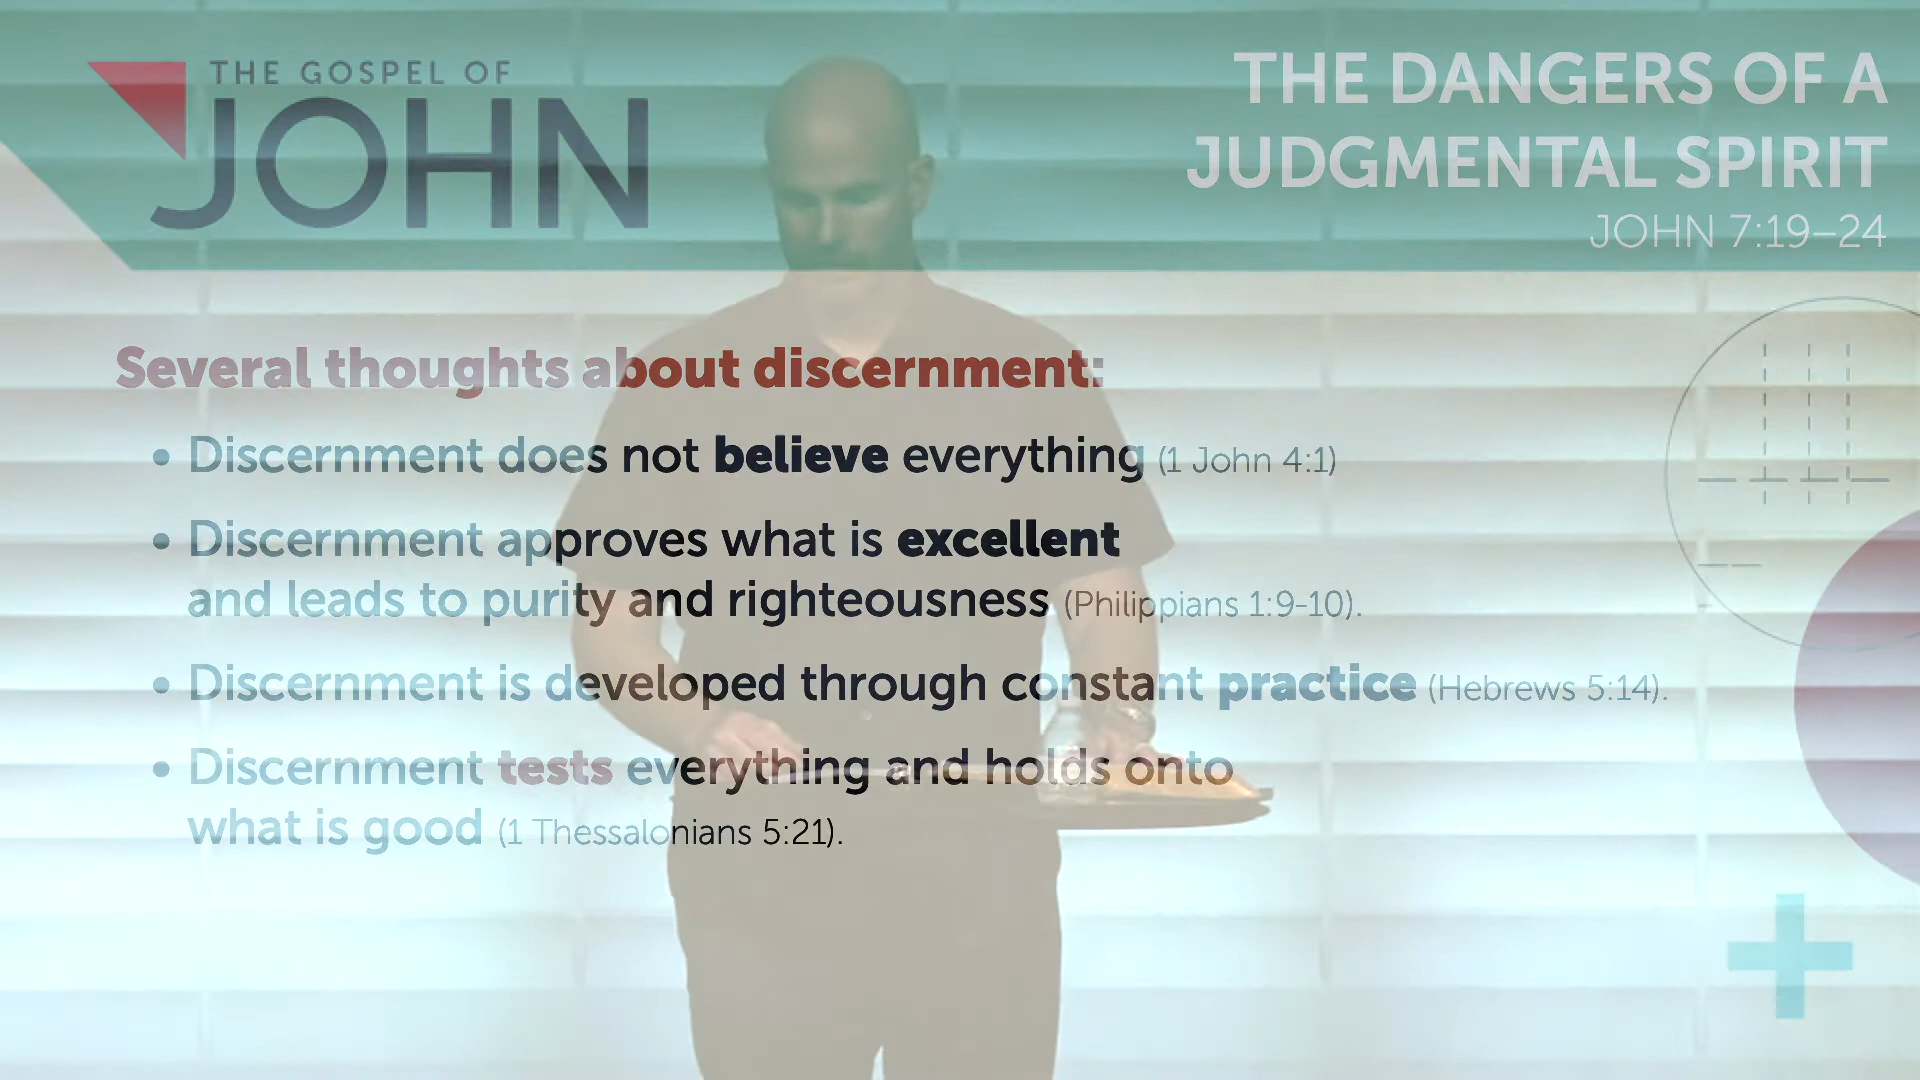 THE GOSPEL OF
JOHN
THE DANGERS OF A
JUDGMENTAL SPIRIT
JOHN 7:19–24
Several thoughts about discernment:
• Discernment does not believe everything (1 John 4:1)
• Discernment approves what is excellent
and leads to purity and righteousness (Philippians 1:9-10).
• Discernment is developed through constant practice (Hebrews 5:14).
• Discernment tests everything and holds onto
what is good (1 Thessalonians 5:21).